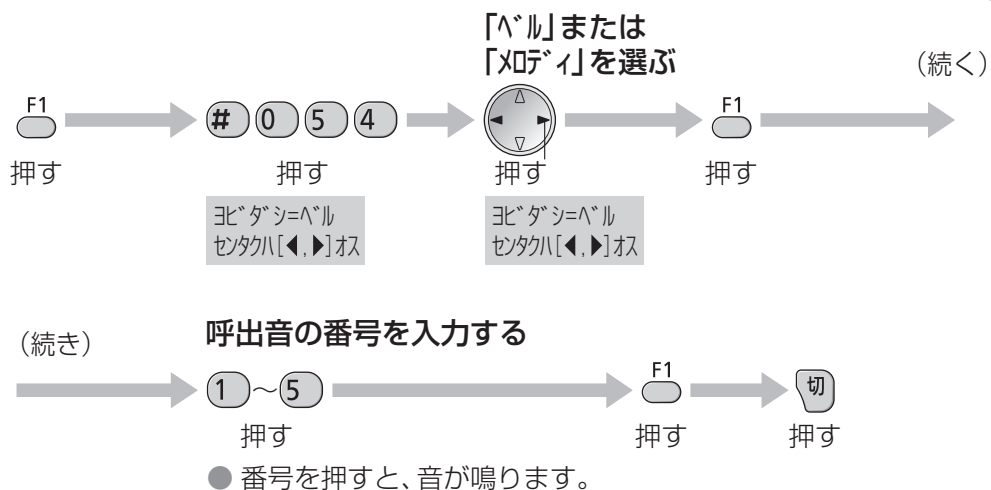 「ﾍﾞﾙ」または
「ﾒﾛﾃﾞｨ」を選ぶ
(続く)
F1
# 0 5 4
F1
押す
押す
押す
押す
ﾖﾋﾞﾀﾞｼ=ﾍﾞﾙ
ｾﾝﾀｸﾊ[◀,▶]ｵｽ
ﾖﾋﾞﾀﾞｼ=ﾍﾞﾙ
ｾﾝﾀｸﾊ[◀,▶]ｵｽ
(続き)
呼出音の番号を入力する
1～5
F1
切
押す
押す
押す
● 番号を押すと、音が鳴ります。